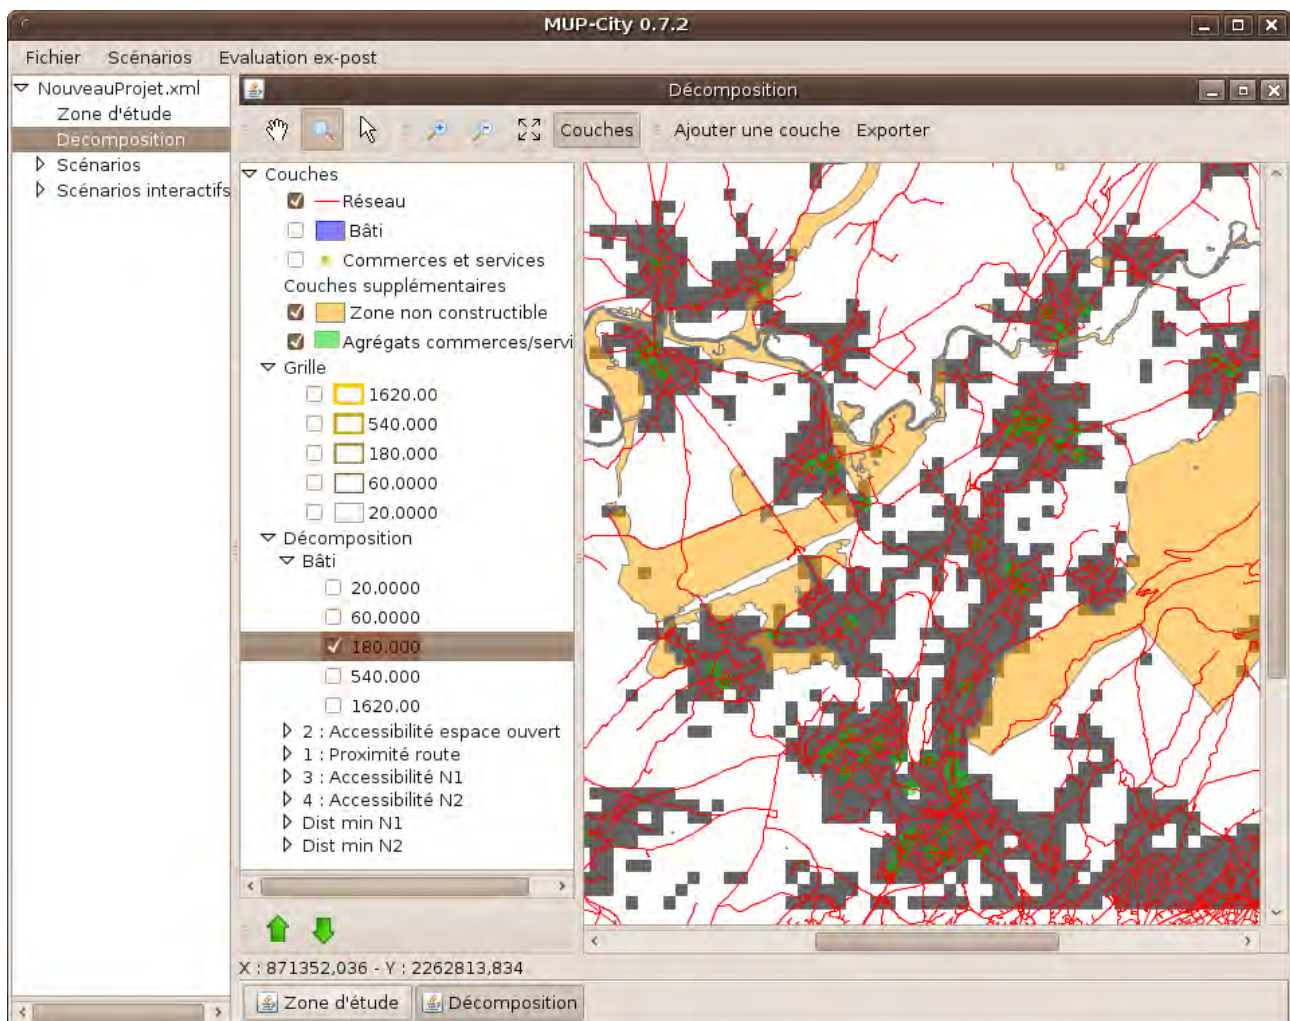 MUP-City 0.7.2
Fichier Scénarios Evaluation ex-post
NouveauProjet.xml
Zone d'étude
Décomposition
Scénarios
Scénarios interactifs
Décomposition
Couches Ajouter une couche Exporter
Couches
Réseau
Bâti
Commerces et services
Couches supplémentaires
Zone non constructible
Agrégats commerces/servi
Grille
1620.00
540.000
180.000
60.0000
20.0000
Décomposition
Bâti
20.0000
60.0000
180.000
540.000
1620.00
2 : Accessibilité espace ouvert
1 : Proximité route
3 : Accessibilité N1
4 : Accessibilité N2
Dist min N1
Dist min N2
X : 871352,036 - Y : 2262813,834
Zone d'étude Décomposition